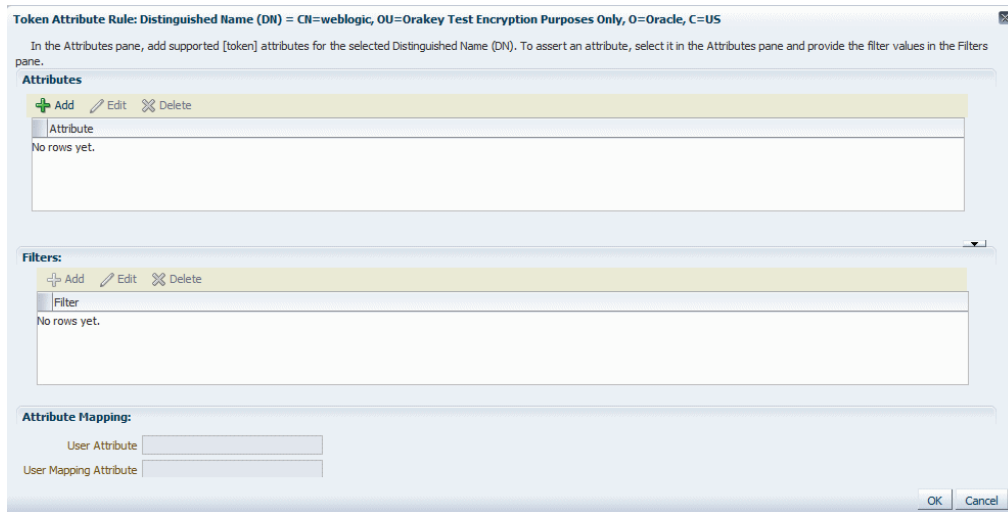 Token Attribute Rule: Distinguished Name (DN) = CN=weblogic, OU=Orakey Test Encryption Purposes Only, O=Oracle, C=US
In the Attributes pane, add supported [token] attributes for the selected Distinguished Name (DN). To assert an attribute, select it in the Attributes pane and provide the filter values in the Filters
pane.
Attributes
Add Edit Delete
Attribute
No rows yet.
Filters:
Add Edit Delete
Filter
No rows yet.
Attribute Mapping:
User Attribute
User Mapping Attribute
OK Cancel